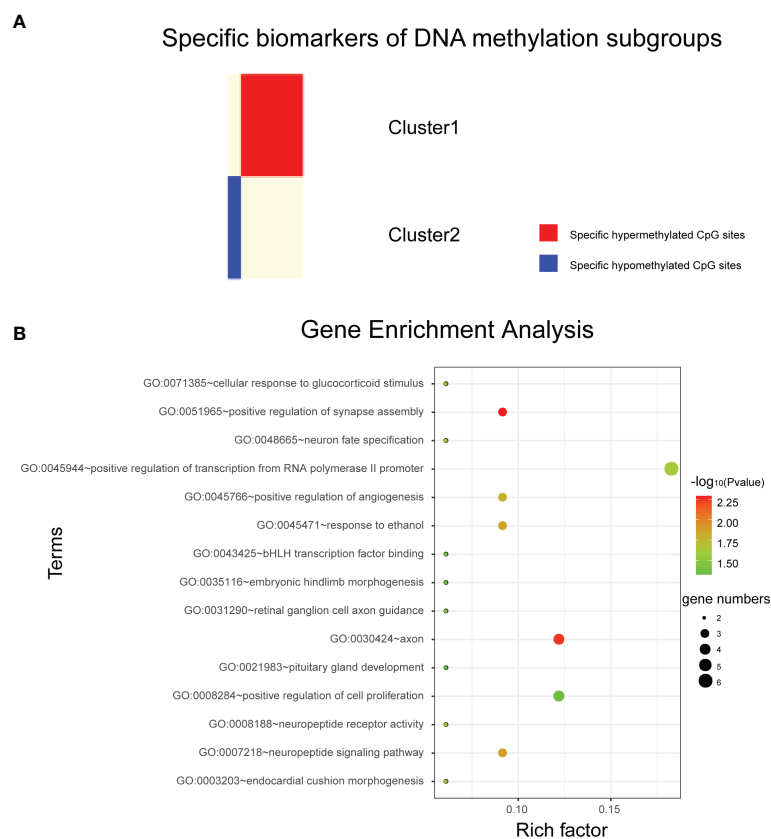 A
Specific biomarkers of DNA methylation subgroups
Cluster1
Cluster2
Specific hypermethylated CpG sites
Specific hypomethylated CpG sites
B
Gene Enrichment Analysis
Terms
GO:0071385~cellular response to glucocorticoid stimulus
GO:0051965~positive regulation of synapse assembly
GO:0048665~neuron fate specification
GO:0045944~positive regulation of transcription from RNA polymerase II promoter
GO:0045766~positive regulation of angiogenesis
GO:0045471~response to ethanol
GO:0043425~bHLH transcription factor binding
GO:0035116~embryonic hindlimb morphogenesis
GO:0031290~retinal ganglion cell axon guidance
GO:0030424~axon
GO:0021983~pituitary gland development
GO:0008284~positive regulation of cell proliferation
GO:0008188~neuropeptide receptor activity
GO:0007218~neuropeptide signaling pathway
GO:0003203~endocardial cushion morphogenesis
0.10
0.15
Rich factor
-log₁₀(Pvalue)
2.25
2.00
1.75
1.50
gene numbers
2
3
4
5
6